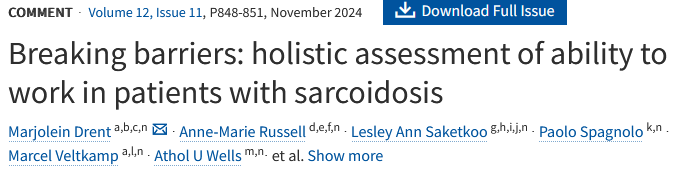 COMMENT · Volume 12, Issue 11, P848-851, November 2024 Download Full Issue
Breaking barriers: holistic assessment of ability to
work in patients with sarcoidosis
Marjolein Drent a,b,c,n · Anne-Marie Russell d,e,f,n · Lesley Ann Saketkoo g,h,i,j,n · Paolo Spagnolo k,n ·
Marcel Veltkamp a,l,n · Athol U Wells m,n. et al. Show more